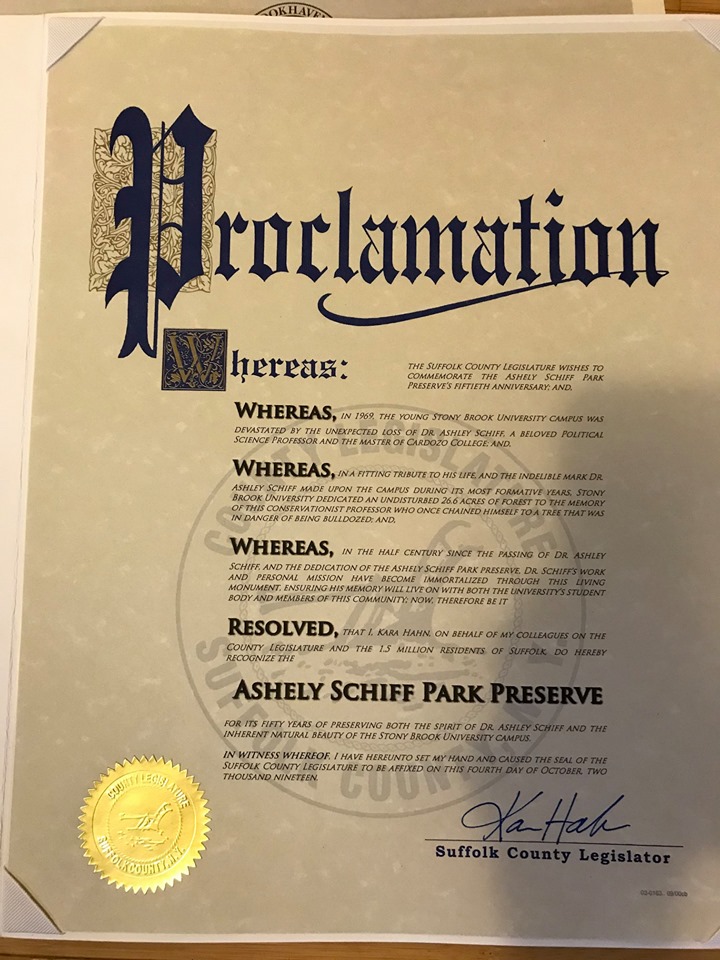 OOKHAVE
Proclamation
Whereas:
THE SUFFOLK COUNTY LEGISLATURE WISHES TO
COMMEMORATE THE ASHELY SCHIFF PARK
PRESERVE'S FIFTIETH ANNIVERSARY; AND,
WHEREAS, IN 1969, THE YOUNG STONY BROOK UNIVERSITY CAMPUS WAS
DEVASTATED BY THE UNEXPECTED LOSS OF DR. ASHLEY SCHIFF, A BELOVED POLITICAL
SCIENCE PROFESSOR AND THE MASTER OF CARDOZO COLLEGE; AND,
WHEREAS, IN A FITTING TRIBUTE TO HIS LIFE, AND THE INDELIBLE MARK DR.
ASHLEY SCHIFF MADE UPON THE CAMPUS DURING ITS MOST FORMATIVE YEARS, STONY
BROOK UNIVERSITY DEDICATED AN UNDISTURBED 26.6 ACRES OF FOREST TO THE MEMORY
OF THIS CONSERVATIONIST PROFESSOR WHO ONCE CHAINED HIMSELF TO A TREE THAT WAS
IN DANGER OF BEING BULLDOZED; AND,
WHEREAS, IN THE HALF CENTURY SINCE THE PASSING OF DR. ASHLEY
SCHIFF, AND THE DEDICATION OF THE ASHELY SCHIFF PARK PRESERVE, DR. SCHIFF'S WORK
AND PERSONAL MISSION HAVE BECOME IMMORTALIZED THROUGH THIS LIVING
MONUMENT, ENSURING HIS MEMORY WILL LIVE ON WITH BOTH THE UNIVERSITY'S STUDENT
BODY AND MEMBERS OF THIS COMMUNITY; NOW, THEREFORE BE IT
RESOLVED, THAT I, KARA HAHN, ON BEHALF OF MY COLLEAGUES ON THE
COUNTY LEGISLATURE AND THE 1.5 MILLION RESIDENTS OF SUFFOLK, DO HEREBY
RECOGNIZE THE
ASHELY SCHIFF PARK PRESERVE
FOR ITS FIFTY YEARS OF PRESERVING BOTH THE SPIRIT OF DR. ASHLEY SCHIFF AND THE
INHERENT NATURAL BEAUTY OF THE STONY BROOK UNIVERSITY CAMPUS.
IN WITNESS WHEREOF, I HAVE HEREUNTO SET MY HAND AND CAUSED THE SEAL OF THE
SUFFOLK COUNTY LEGISLATURE TO BE AFFIXED ON THIS FOURTH DAY OF OCTOBER, TWO
THOUSAND NINETEEN.
COUNTY LEGISLATURE
SUFFOLK COUNTY
COUNTY LEGISLATURE
SUFFOLK COUNTY, N.Y.
Kara Hahn
Suffolk County Legislator